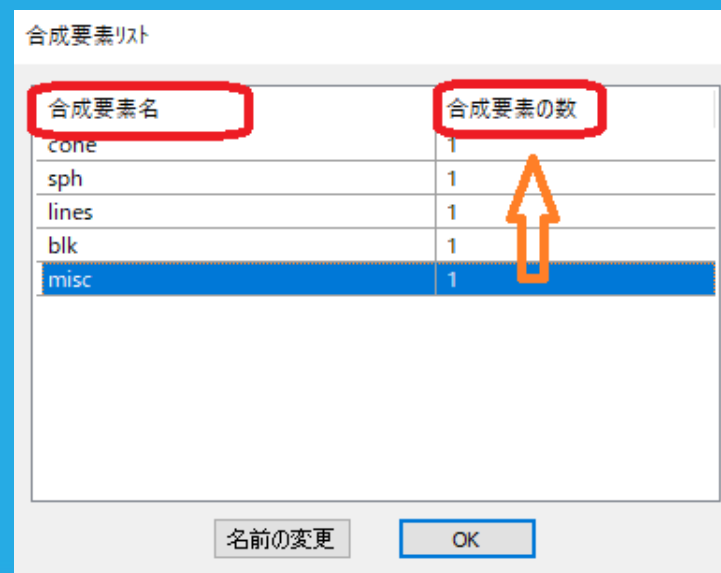 合成要素リスト
合成要素名 合成要素の数
cone 1
sph 1
lines 1
blk 1
misc 1
名前の変更 OK